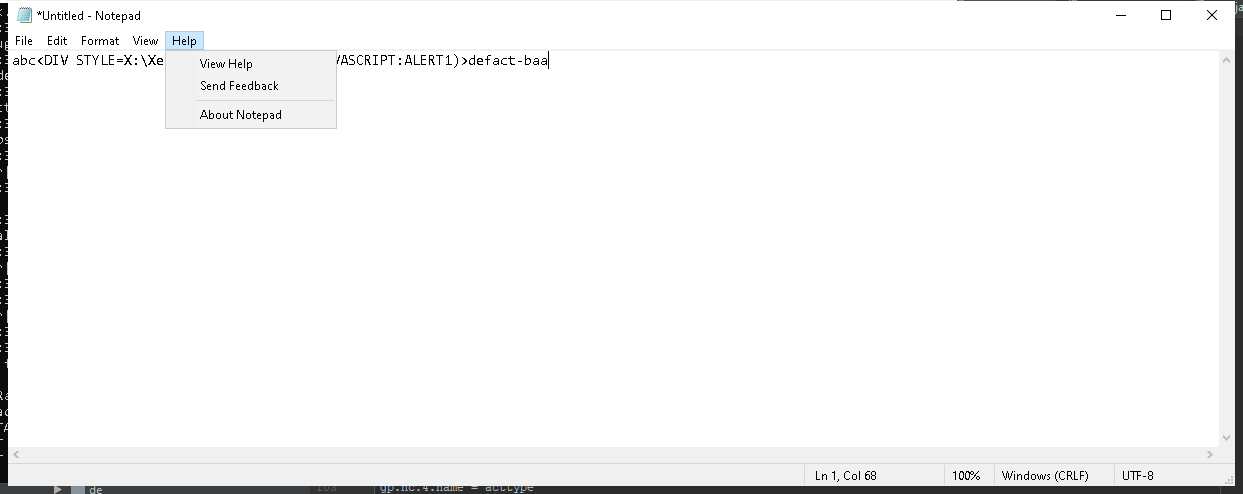 *Untitled - Notepad
File Edit Format View Help
abc<DIV STYLE=X:\Xe VASCRIPT:ALERT1)>defact-baa
View Help
Send Feedback
About Notepad
Ln 1, Col 68 100% Windows (CRLF) UTF-8
de
gp.nc.4.name = acttype